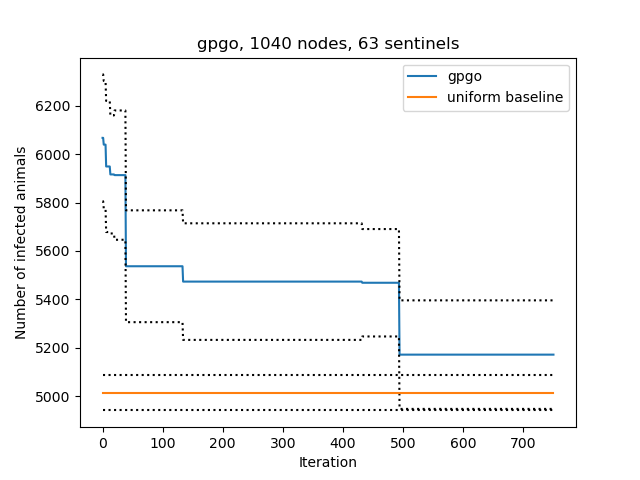 gpgo, 1040 nodes, 63 sentinels
gpgo
uniform baseline
Number of infected animals
6200
6000
5800
5600
5400
5200
5000
0 100 200 300 400 500 600 700
Iteration